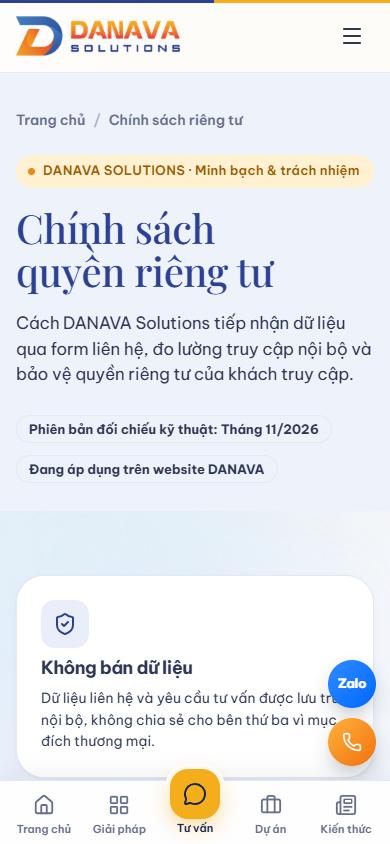 DANAVA
SOLUTIONS
Trang chủ / Chính sách riêng tư
DANAVA SOLUTIONS · Minh bạch & trách nhiệm
Chính sách
quyền riêng tư
Cách DANAVA Solutions tiếp nhận dữ liệu
qua form liên hệ, đo lường truy cập nội bộ và
bảo vệ quyền riêng tư của khách truy cập.
Phiên bản đối chiếu kỹ thuật: Tháng 11/2026
Đang áp dụng trên website DANAVA
Không bán dữ liệu
Dữ liệu liên hệ và yêu cầu tư vấn được lưu
nội bộ, không chia sẻ cho bên thứ ba vì mục
đích thương mại.
Zalo
Trang chủ
Giải pháp
Tư vấn
Dự án
Kiến thức